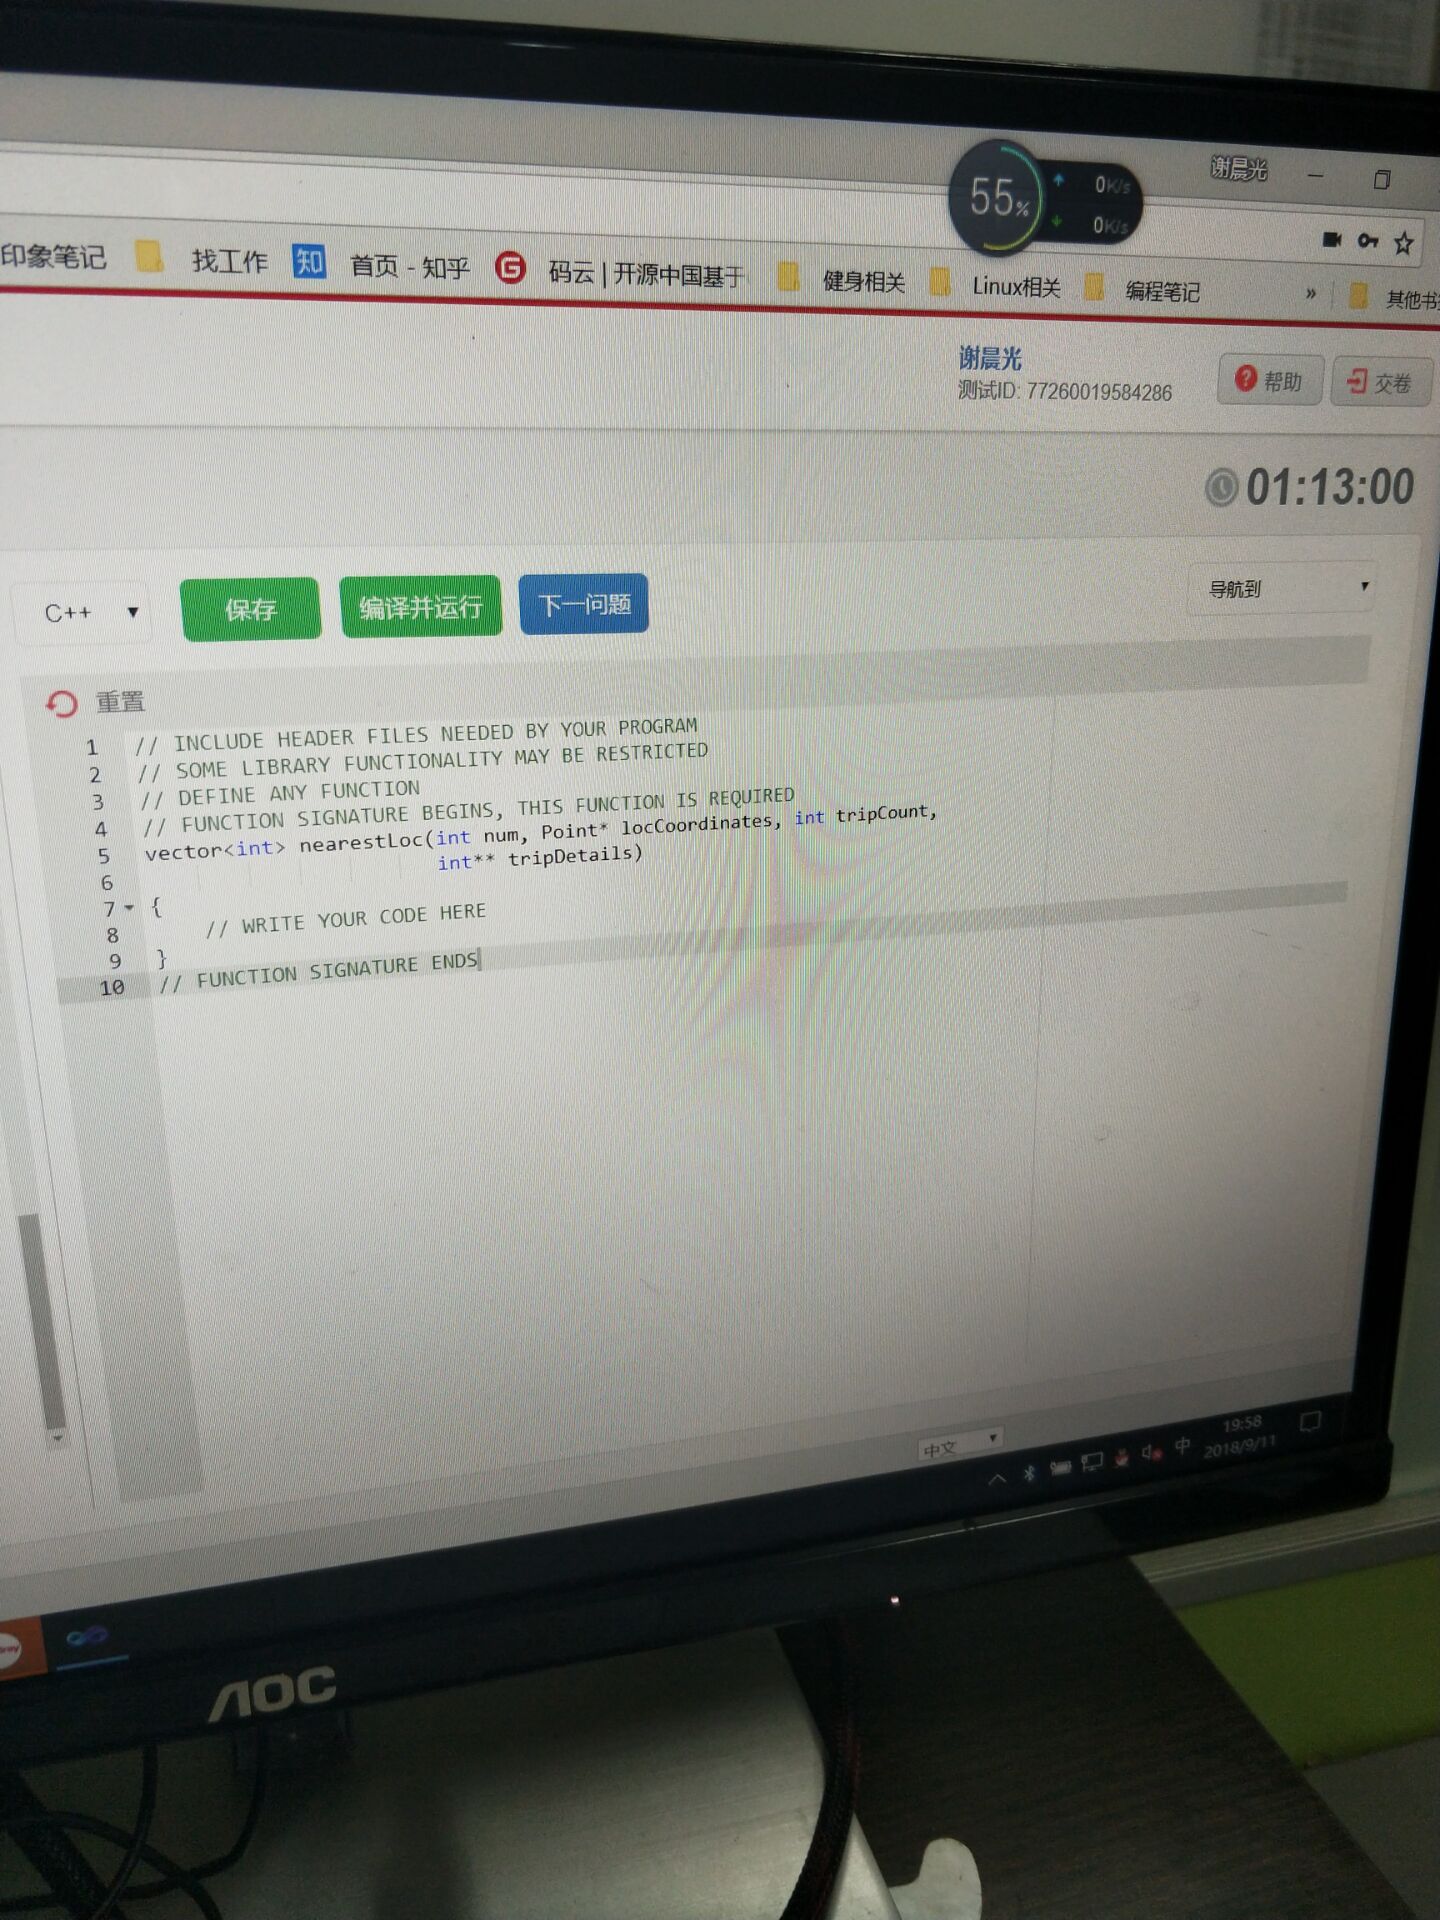 谢晨光
55%
0K/s
0K/s
印象笔记 找工作 知 首页 - 知乎 G 码云 | 开源中国基于 健身相关 Linux相关 编程笔记 » 其他书
谢晨光
测试ID: 77260019584286
? 帮助 交卷
01:13:00
C++ 保存 编译并运行 下一问题 导航到
重置
1 // INCLUDE HEADER FILES NEEDED BY YOUR PROGRAM
2 // SOME LIBRARY FUNCTIONALITY MAY BE RESTRICTED
3 // DEFINE ANY FUNCTION
4 // FUNCTION SIGNATURE BEGINS, THIS FUNCTION IS REQUIRED
5 vector<int> nearestLoc(int num, Point* locCoordinates, int tripCount,
6 int** tripDetails)
7 {
8 // WRITE YOUR CODE HERE
9 }
10 // FUNCTION SIGNATURE ENDS
中文
中
19:58
2018/9/11
AOC